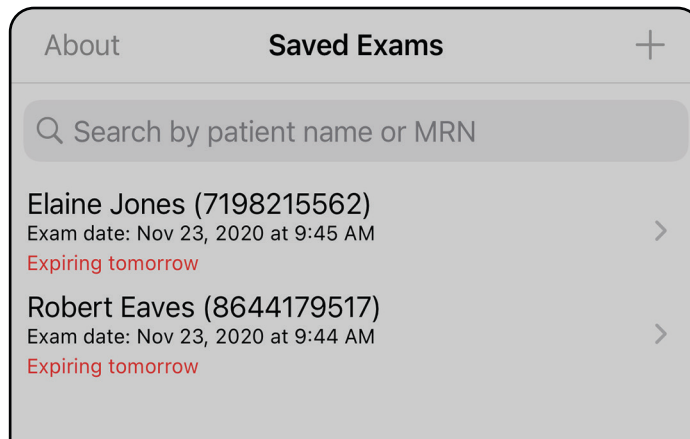 About Saved Exams +
Search by patient name or MRN
Elaine Jones (7198215562)
Exam date: Nov 23, 2020 at 9:45 AM
Expiring tomorrow
Robert Eaves (8644179517)
Exam date: Nov 23, 2020 at 9:44 AM
Expiring tomorrow